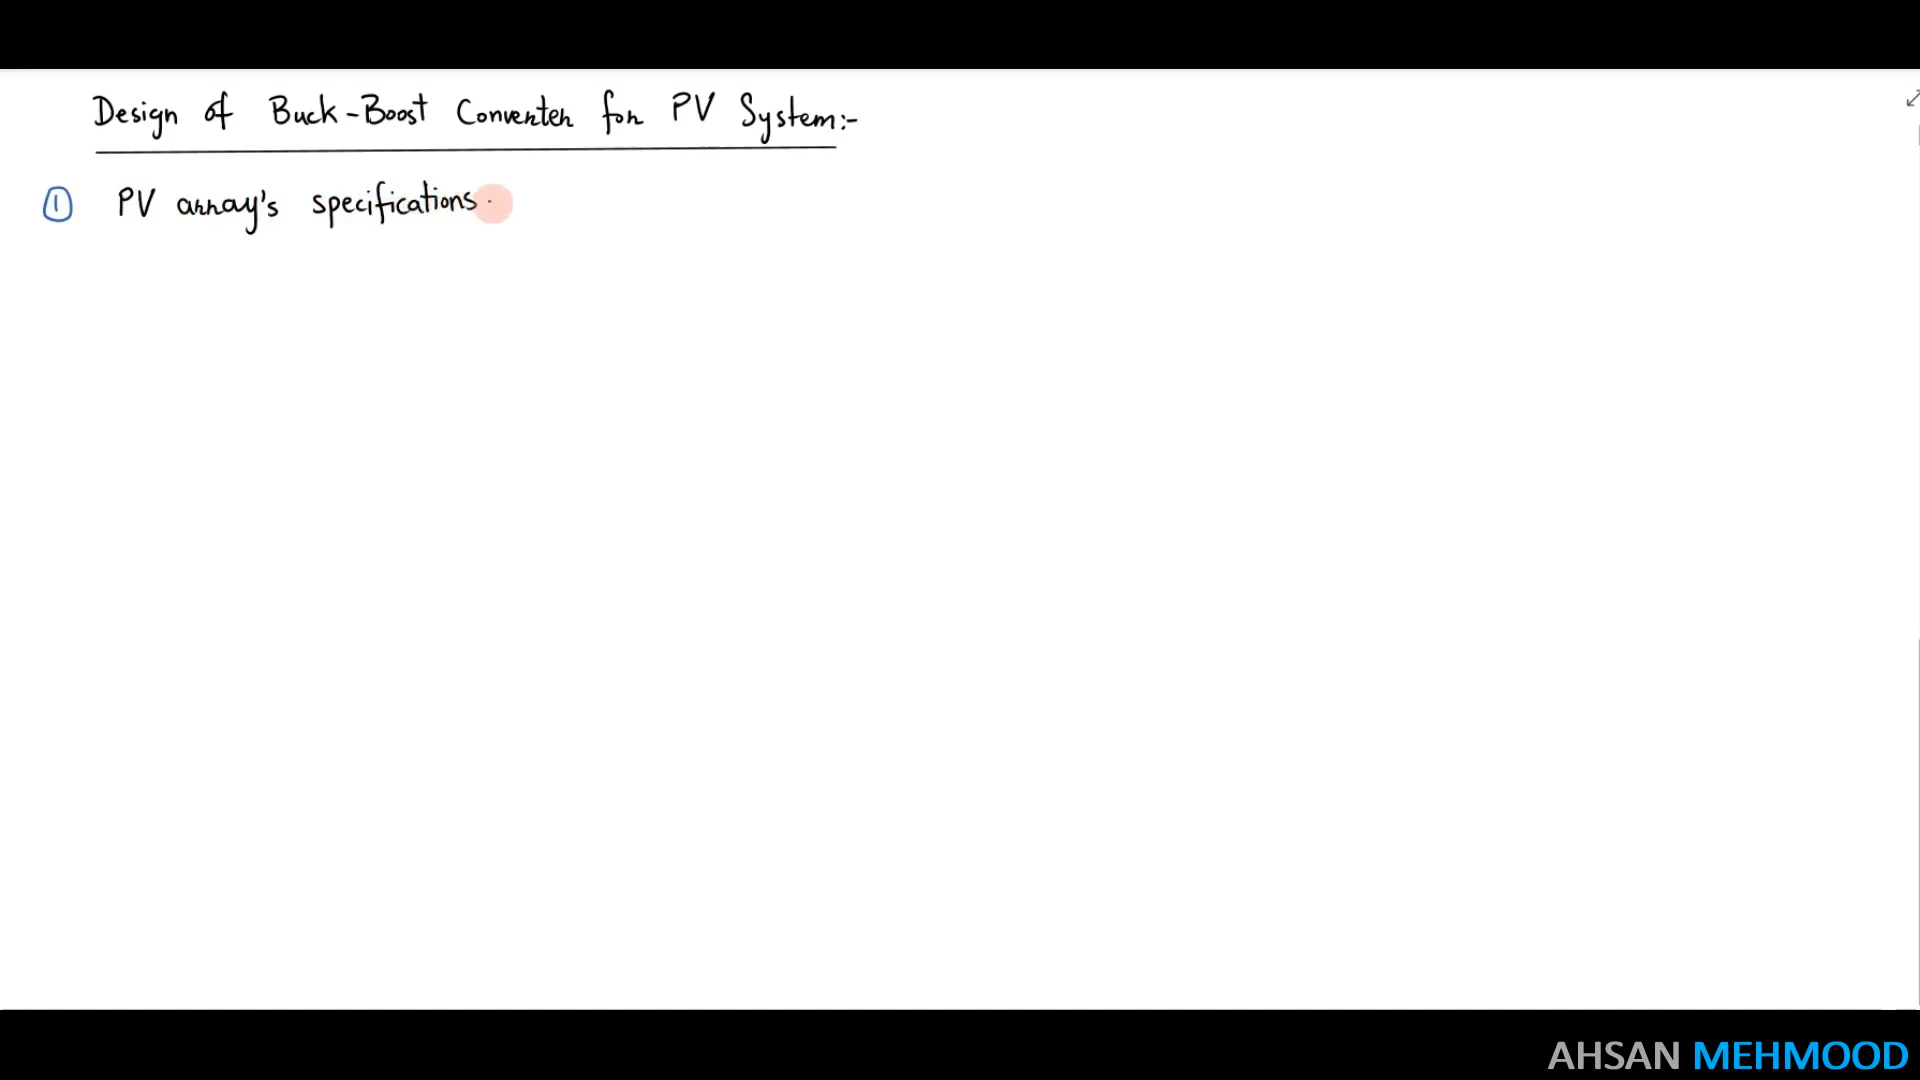 Design of Buck-Boost Converter for PV System:-
① PV array's specifications.
AHSAN MEHMOOD